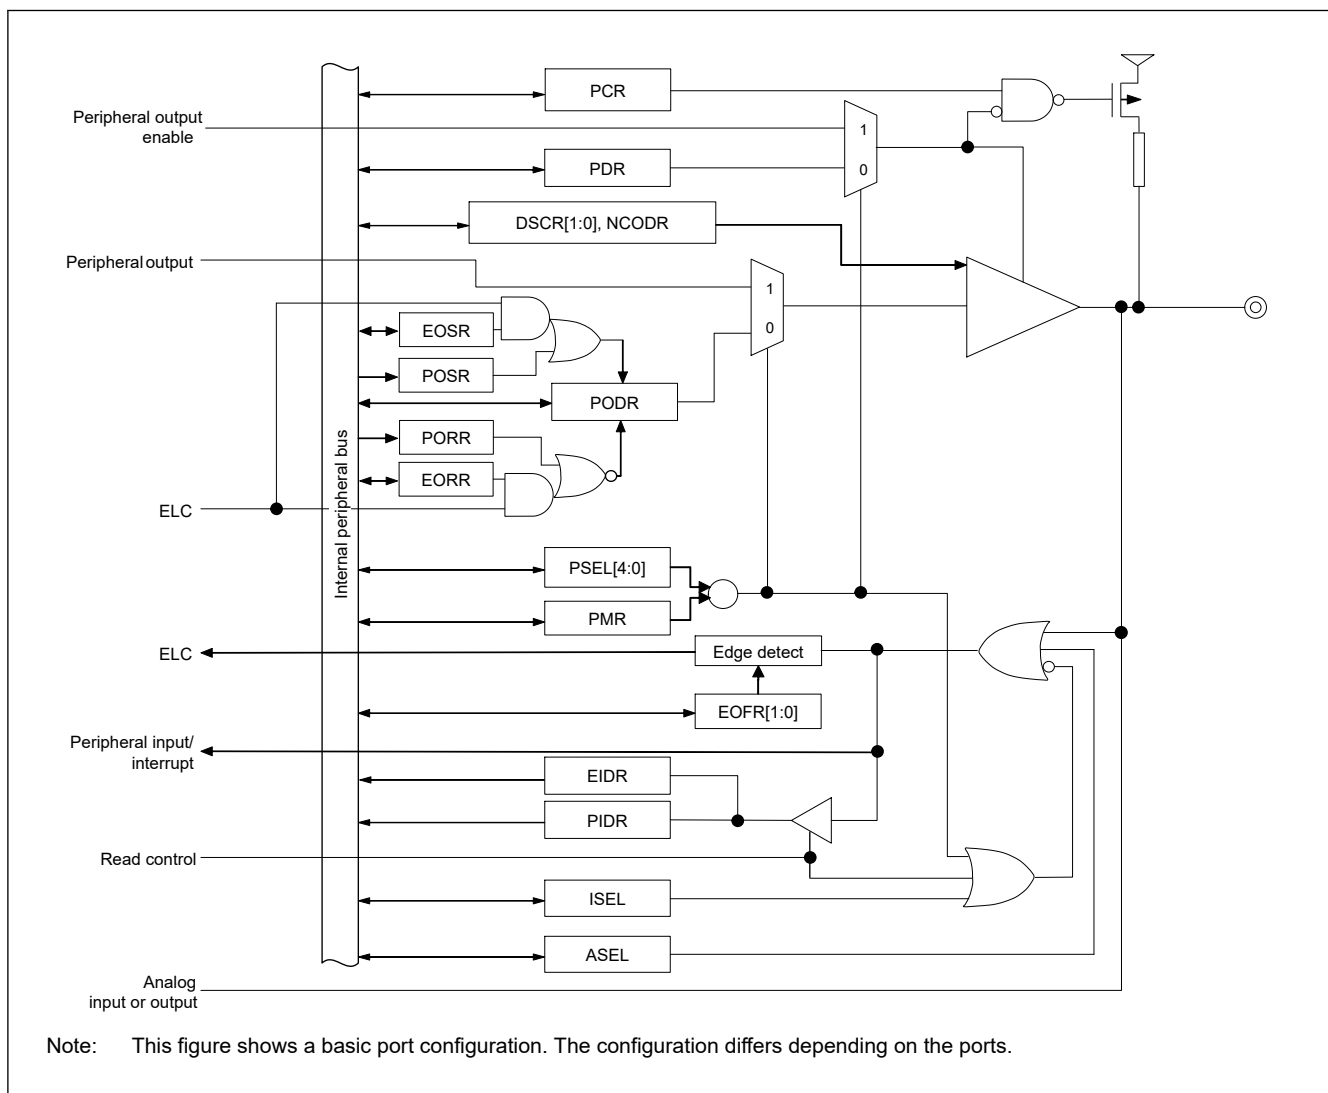 PCR
Peripheral output
enable
1
PDR
0
DSCR[1:0], NCODR
Peripheral output
1
EOSR
0
POSR
PODR
PORR
EORR
Internal peripheral bus
ELC
PSEL[4:0]
PMR
ELC
Edge detect
EOFR[1:0]
Peripheral input/
interrupt
EIDR
PIDR
Read control
ISEL
ASEL
Analog
input or output
Note: This figure shows a basic port configuration. The configuration differs depending on the ports.